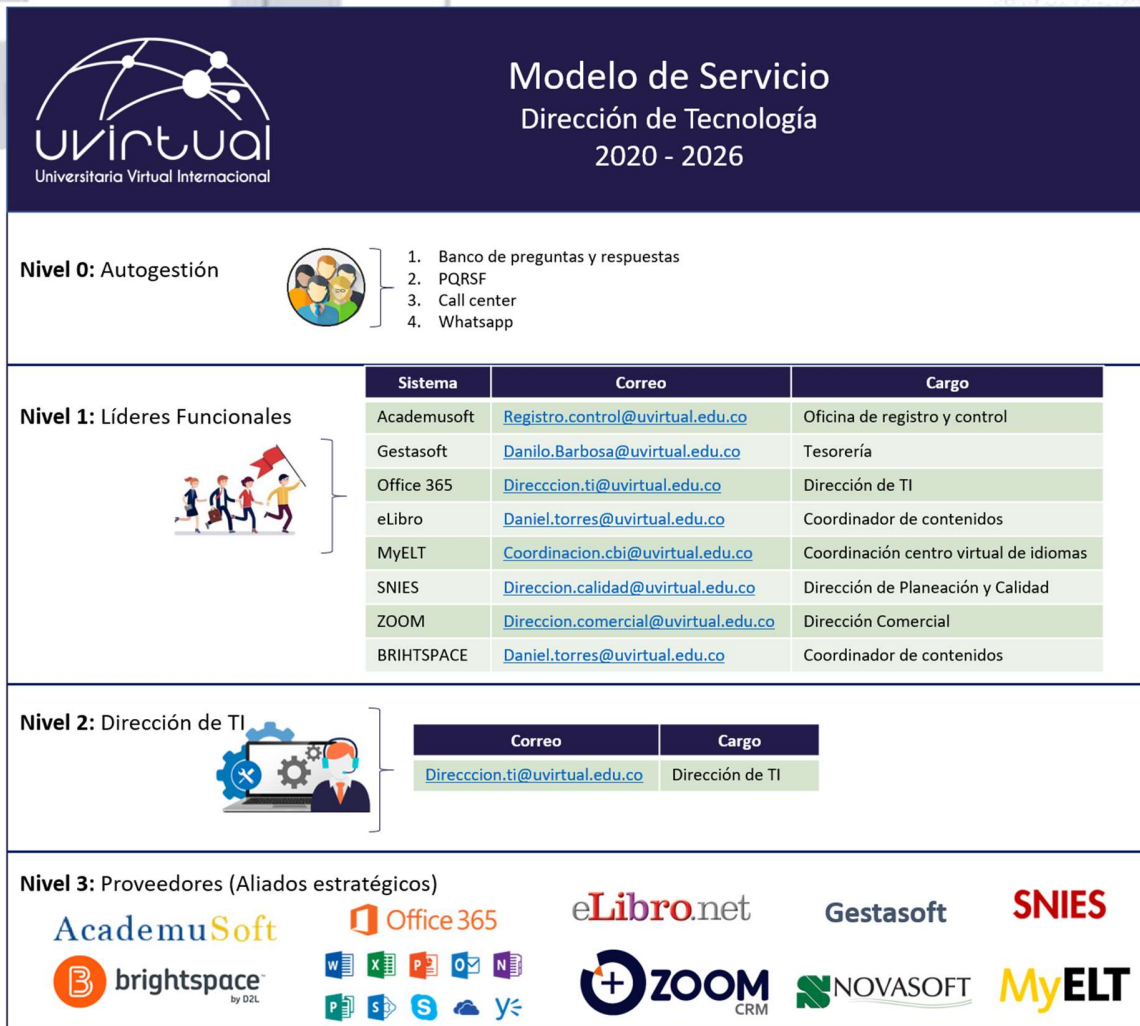 uvirtual
Universitaria Virtual Internacional
Modelo de Servicio
Dirección de Tecnología
2020 - 2026
Nivel 0: Autogestión
1. Banco de preguntas y respuestas
2. PQRSF
3. Call center
4. Whatsapp
Nivel 1: Líderes Funcionales
Sistema Correo Cargo
Academusoft Registro.control@uvirtual.edu.co Oficina de registro y control
Gestasoft Danilo.Barbosa@uvirtual.edu.co Tesorería
Office 365 Direcccion.ti@uvirtual.edu.co Dirección de TI
eLibro Daniel.torres@uvirtual.edu.co Coordinador de contenidos
MyELT Coordinacion.cbi@uvirtual.edu.co Coordinación centro virtual de idiomas
SNIES Direccion.calidad@uvirtual.edu.co Dirección de Planeación y Calidad
ZOOM Direccion.comercial@uvirtual.edu.co Dirección Comercial
BRIHTSPACE Daniel.torres@uvirtual.edu.co Coordinador de contenidos
Nivel 2: Dirección de TI
Correo Cargo
Direcccion.ti@uvirtual.edu.co Dirección de TI
Nivel 3: Proveedores (Aliados estratégicos)
AcademuSoft
Office 365
eLibro.net
Gestasoft
SNIES
B brightspace
by D2L
W X P O N
P S S Y
ZOOM
CRM
N NOVASOFT
MyELT